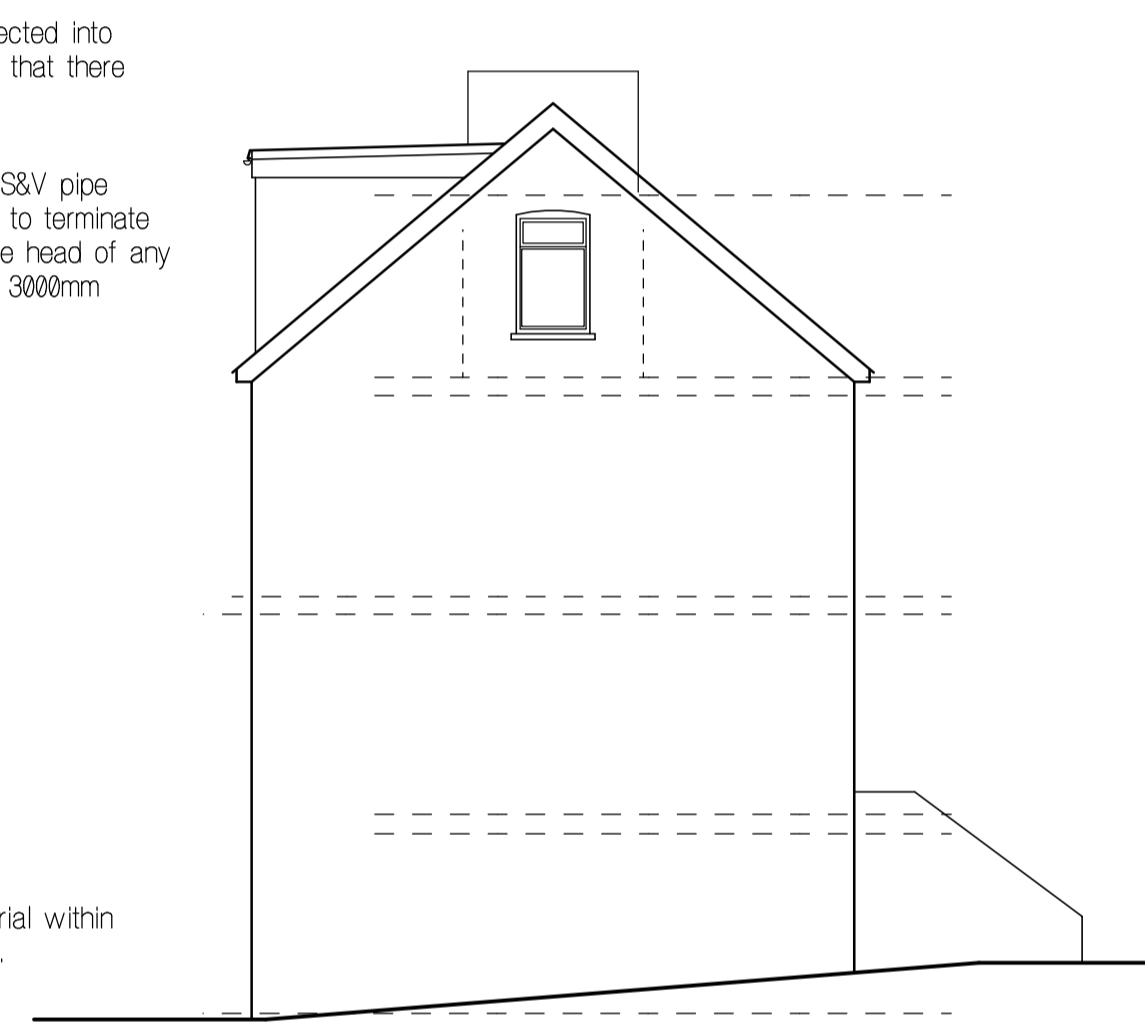 ected into
that there
S&V pipe
to terminate
e head of any
3000mm
rial within
.